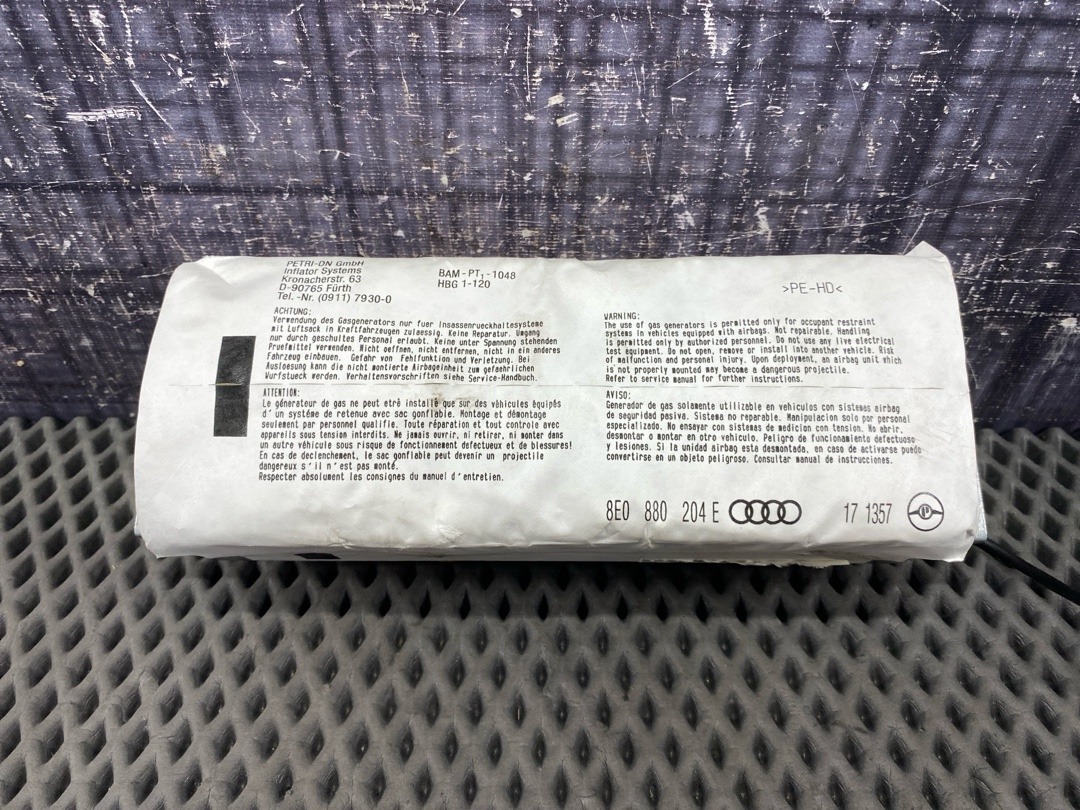 PETRI-DN GmbH
Inflator Systems
Kronacherstr. 63
D-90765 Fürth
Tel. -Nr. (0911) 7930-0
BAM-PT₁-1048
HBG 1-120
>PE-HD<
ACHTUNG:
Verwendung des Gasgenerators nur fuer Insassenrueckhaltesysteme
mit Luftsack in Kraftfahrzeugen zulaessig. Keine Reparatur. Umgang
nur durch geschultes Personal erlaubt. Keine unter Spannung stehenden
Pruefmittel verwenden. Nicht oeffnen, nicht entfernen, nicht in ein anderes
Fahrzeug einbauen. Gefahr von Fehlfunktion und Verletzung. Bei
Ausloesung kann die nicht montierte Airbageinheit zum gefaehrlichen
Wurfstueck werden. Verhaltensvorschriften siehe Service-Handbuch.
ATTENTION:
Le générateur de gas ne peut etré installé que sur des véhicules équipés
d'un systéme de retenue avec sac gonflable. Montage et démontage
seulement par personnel qualifie. Toute réparation et tout controle avec
appareils sous tension interdits. Ne jamais ouvrir, ni retirer, ni monter dans
un autre véhicule sous risque de fonctionnement defectueux et de blessures!
En cas de declenchement, le sac gonflable peut devenir un projectile
dangereux s'il n'est pas monté.
Respecter absolument les consignes du manuel d'entretien.
WARNING:
The use of gas generators is permitted only for occupant restraint
systems in vehicles equipped with airbags. Not repairable. Handling
is permitted only by authorized personnel. Do not use any live electrical
test equipment. Do not open, remove or install into another vehicle. Risk
of malfunction and personal injury. Upon deployment, an airbag unit which
is not properly mounted may become a dangerous projectile.
Refer to service manual for further instructions.
AVISO:
Generador de gas solamente utilizable en vehiculos con sistemas airbag
de seguridad pasiva. Sistema no reparable. Manipulacion solo por personal
especializado. No ensayar con sistemas de medicion con tension. No abrir,
desmontar o montar en otro vehiculo. Peligro de funcionamiento defectuoso
y lesiones. Si la unidad airbag esta desmontada, en caso de activarse puede
convertirse en un objeto peligroso. Consultar manual de instrucciones.
8E0 880 204 E
17 1357